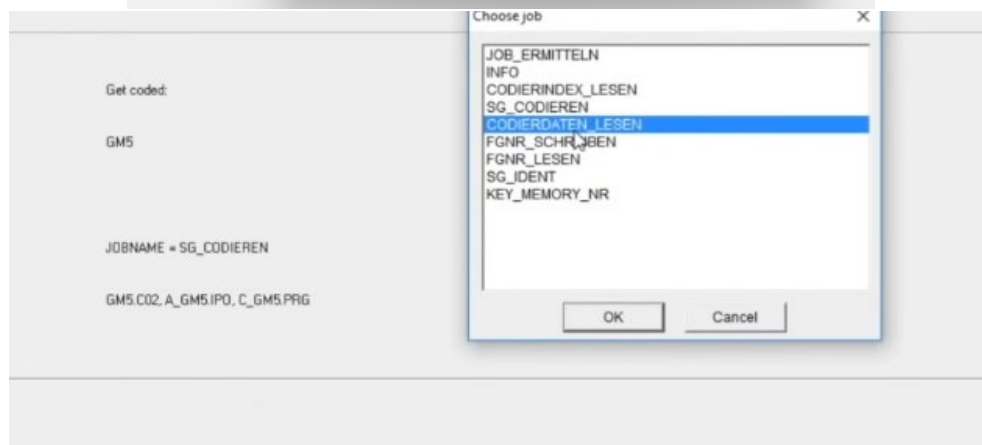 Choose job
JOB_ERMITTELN
INFO
CODIERINDEX_LESEN
SG_CODIEREN
CODIERDATEN_LESEN
FGNR_SCHREIBEN
FGNR_LESEN
SG_IDENT
KEY_MEMORY_NR
OK Cancel
Get coded:
GM5
JOBNAME = SG_CODIEREN
GM5.C02, A_GM5.IPO, C_GM5.PRG